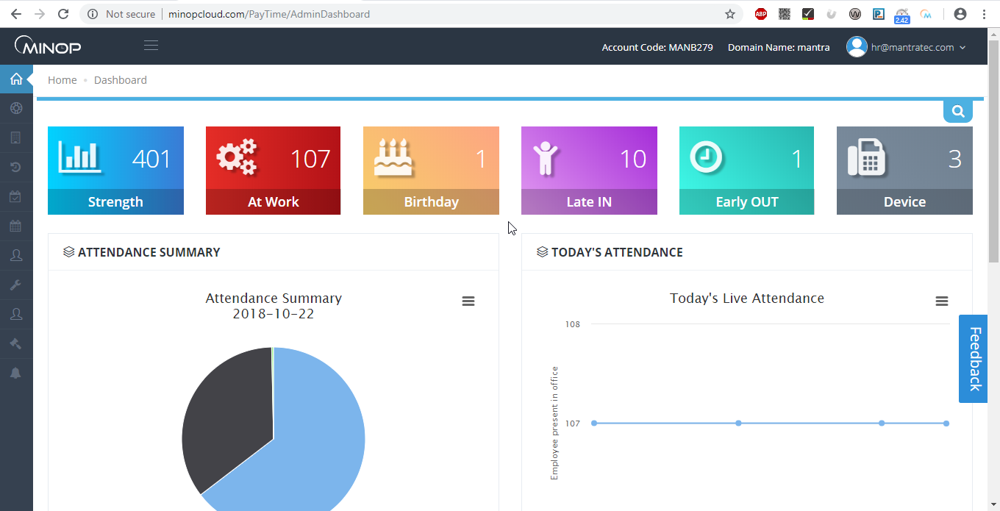 Not secure | minopcloud.com/PayTime/AdminDashboard
ABP
2.42
MINOP
Account Code: MANB279
Domain Name: mantra
hr@mantratec.com
Home • Dashboard
401
Strength
107
At Work
1
Birthday
10
Late IN
1
Early OUT
3
Device
ATTENDANCE SUMMARY
Attendance Summary
2018-10-22
TODAY'S ATTENDANCE
Today's Live Attendance
108
107
Employee present in office
Feedback